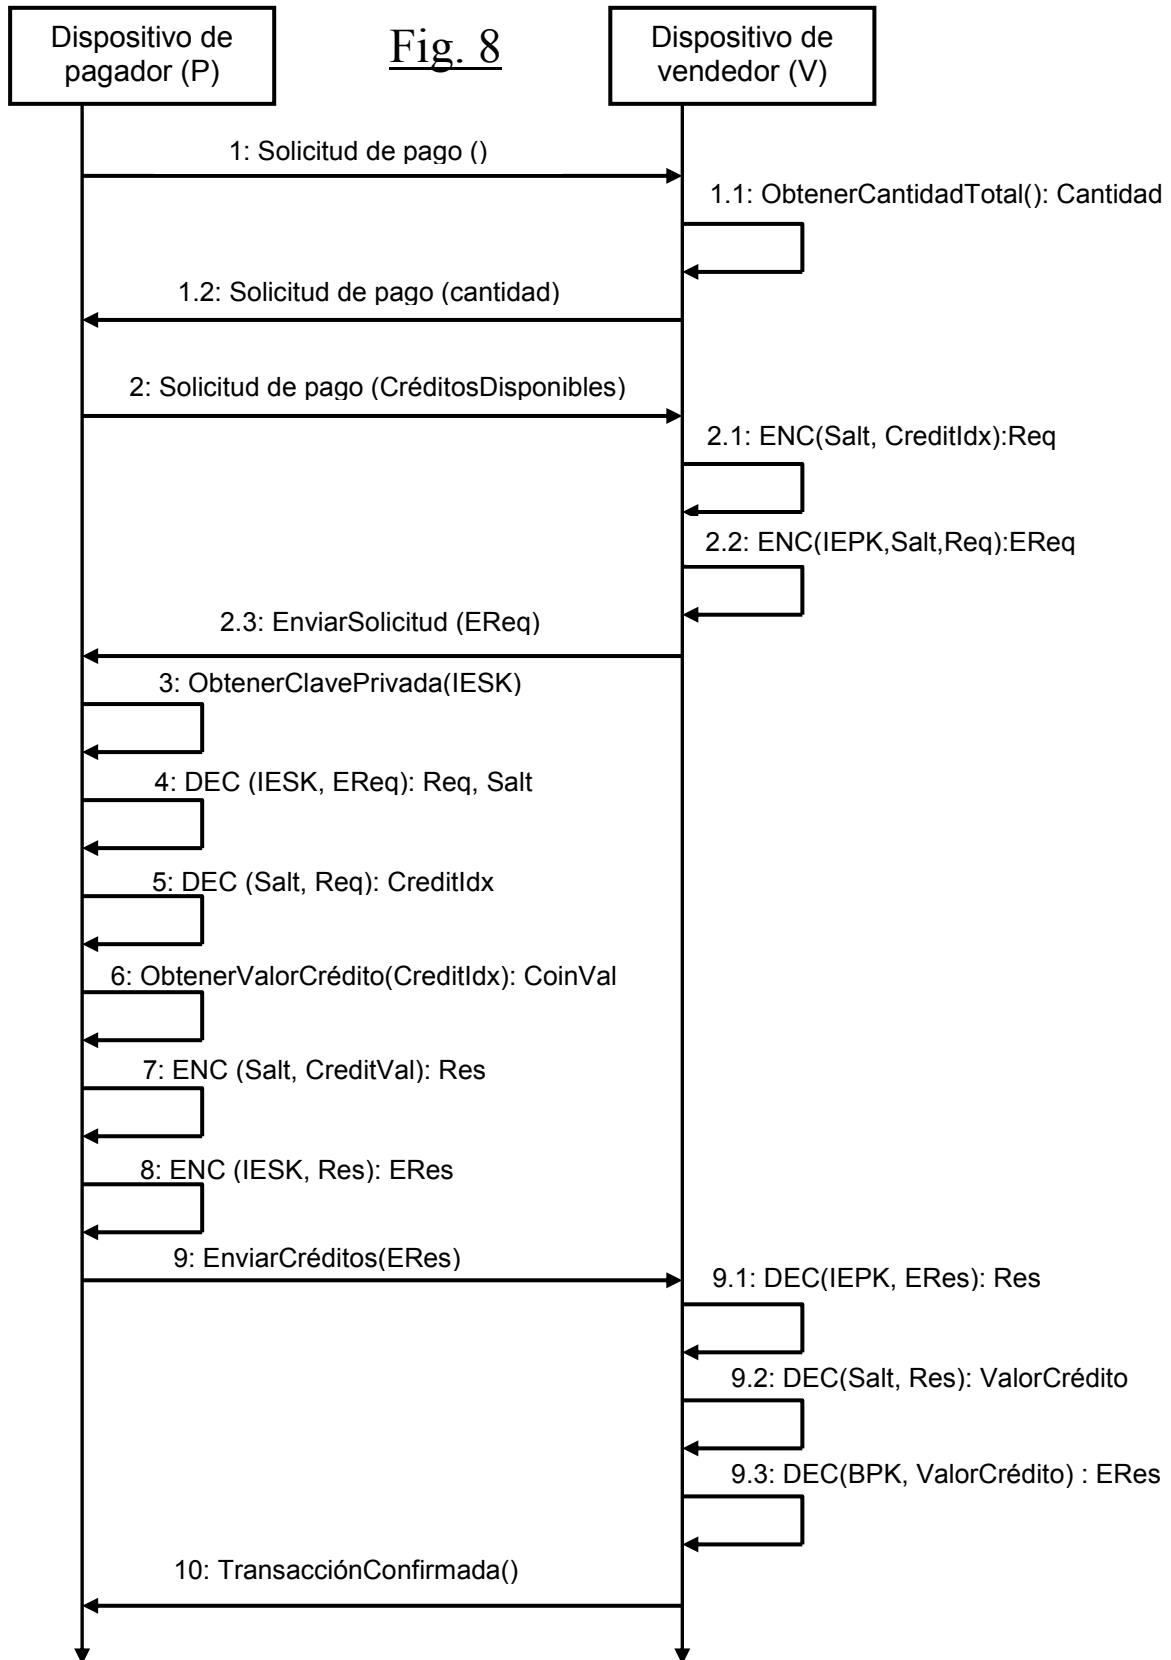 Dispositivo de
pagador (P)
Fig. 8
Dispositivo de
vendedor (V)
1: Solicitud de pago ()
1.1: ObtenerCantidadTotal(): Cantidad
1.2: Solicitud de pago (cantidad)
2: Solicitud de pago (CréditosDisponibles)
2.1: ENC(Salt, CreditIdx):Req
2.2: ENC(IEPK,Salt,Req):EReq
2.3: EnviarSolicitud (EReq)
3: ObtenerClavePrivada(IESK)
4: DEC (IESK, EReq): Req, Salt
5: DEC (Salt, Req): CreditIdx
6: ObtenerValorCrédito(CreditIdx): CoinVal
7: ENC (Salt, CreditVal): Res
8: ENC (IESK, Res): ERes
9: EnviarCréditos(ERes)
9.1: DEC(IEPK, ERes): Res
9.2: DEC(Salt, Res): ValorCrédito
9.3: DEC(BPK, ValorCrédito) : ERes
10: TransacciónConfirmada()